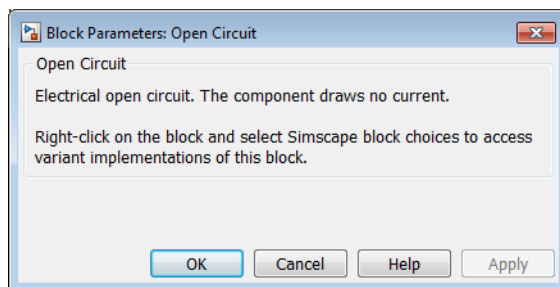 Block Parameters: Open Circuit
Open Circuit
Electrical open circuit. The component draws no current.
Right-click on the block and select Simscape block choices to access
variant implementations of this block.
OK Cancel Help Apply